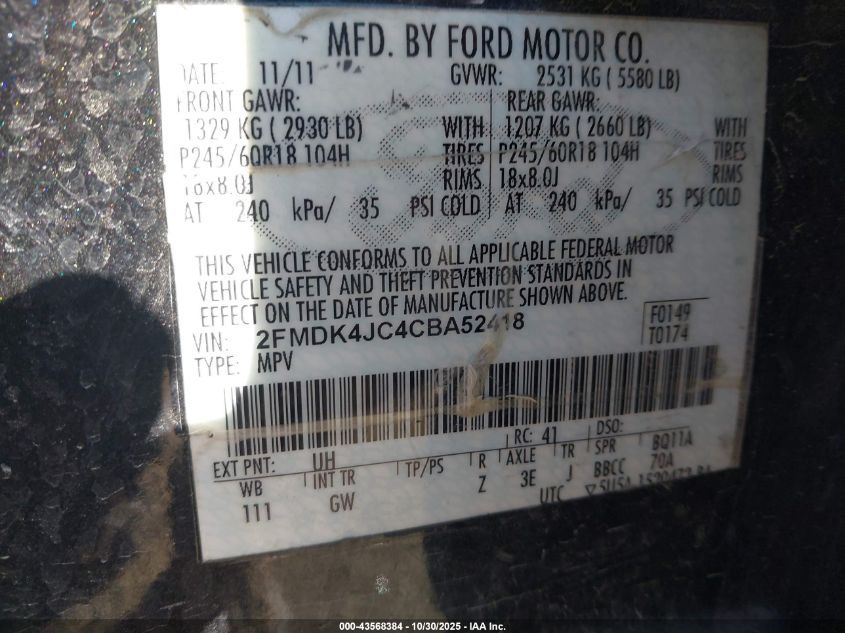 MFD. BY FORD MOTOR CO.
DATE: 11/11 GVWR: 2531 KG ( 5580 LB)
FRONT GAWR: REAR GAWR:
1329 KG ( 2930 LB) WITH 1207 KG ( 2660 LB) WITH
P245/60R18 104H TIRES P245/60R18 104H TIRES
18x8.0J RIMS 18x8.0J RIMS
AT 240 kPa/ 35 PSI COLD AT 240 kPa/ 35 PSI COLD
THIS VEHICLE CONFORMS TO ALL APPLICABLE FEDERAL MOTOR
VEHICLE SAFETY AND THEFT PREVENTION STANDARDS IN
EFFECT ON THE DATE OF MANUFACTURE SHOWN ABOVE.
VIN: 2FMDK4JC4CBA52418 F0149
TYPE: MPV T0174
EXT PNT: UH RC: 41 DSO:
WB INT TR TP/PS R AXLE TR SPR BQ11A
111 GW Z 3E J BBCC 70A
UTC
Ford
000-43568384 - 10/30/2025 - IAA, Inc.